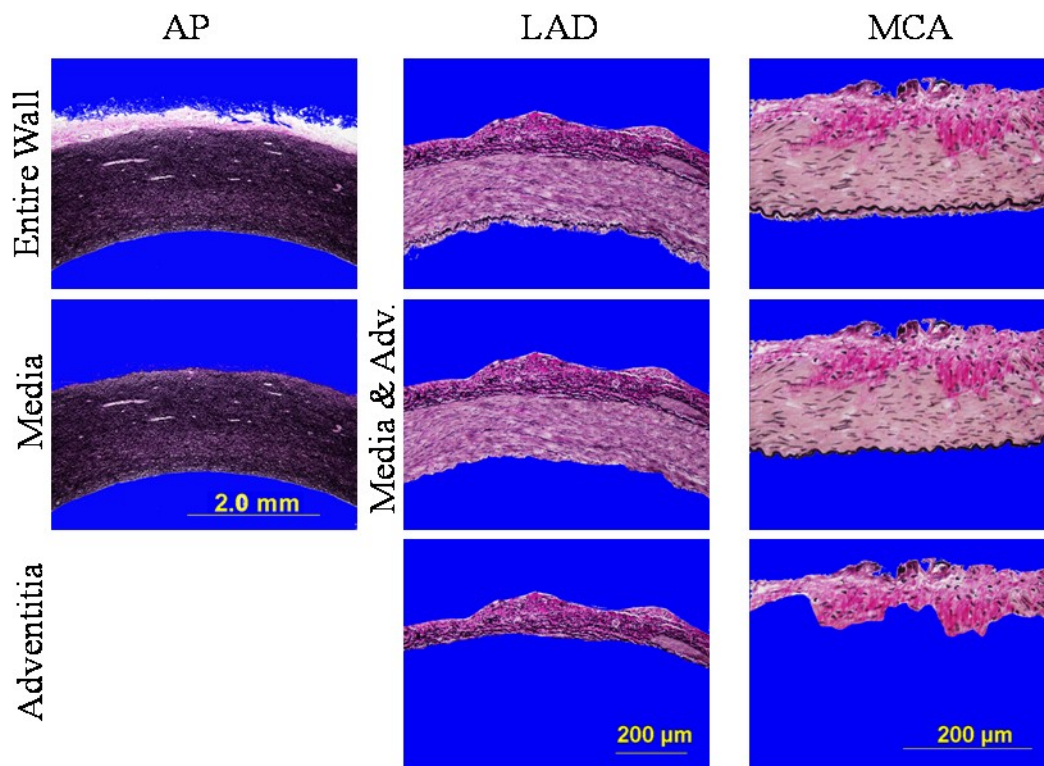 AP
LAD
MCA
Entire Wall
Media
Media & Adv.
2.0 mm
Adventitia
200 µm
200 µm